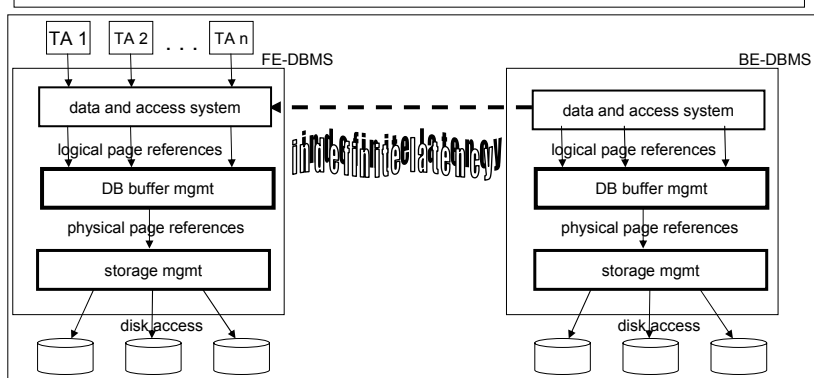 TA 1 TA 2 . . . TA n
FE-DBMS
BE-DBMS
data and access system
data and access system
indefinite latency
logical page references
logical page references
DB buffer mgmt
DB buffer mgmt
physical page references
physical page references
storage mgmt
storage mgmt
disk access
disk access